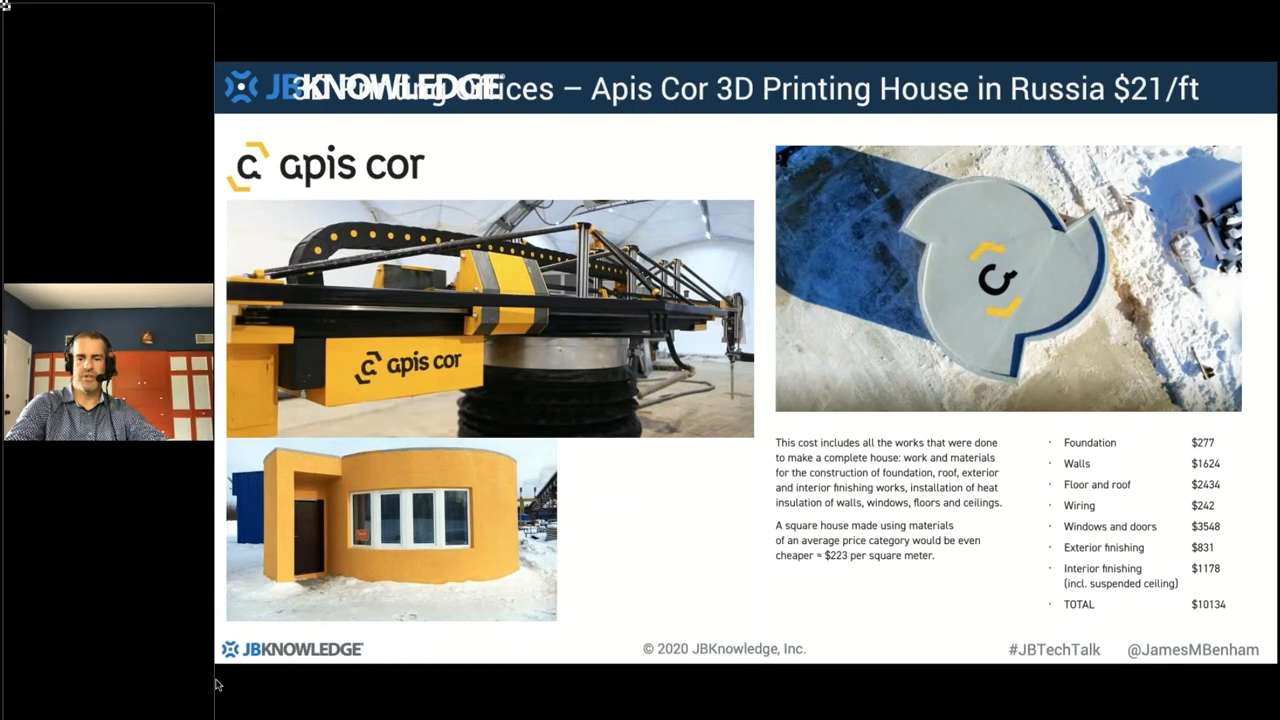 JBKNOWLEDGE
3D Printing Offices – Apis Cor 3D Printing House in Russia $21/ft
apis cor
apis cor
This cost includes all the works that were done
to make a complete house: work and materials
for the construction of foundation, roof, exterior
and interior finishing works, installation of heat
insulation of walls, windows, floors and ceilings.
A square house made using materials
of an average price category would be even
cheaper ≈ $223 per square meter.
· Foundation $277
· Walls $1624
· Floor and roof $2434
· Wiring $242
· Windows and doors $3548
· Exterior finishing $831
· Interior finishing $1178
(incl. suspended ceiling)
· TOTAL $10134
JBKNOWLEDGE
© 2020 JBKnowledge, Inc.
#JBTechTalk @JamesMBenham